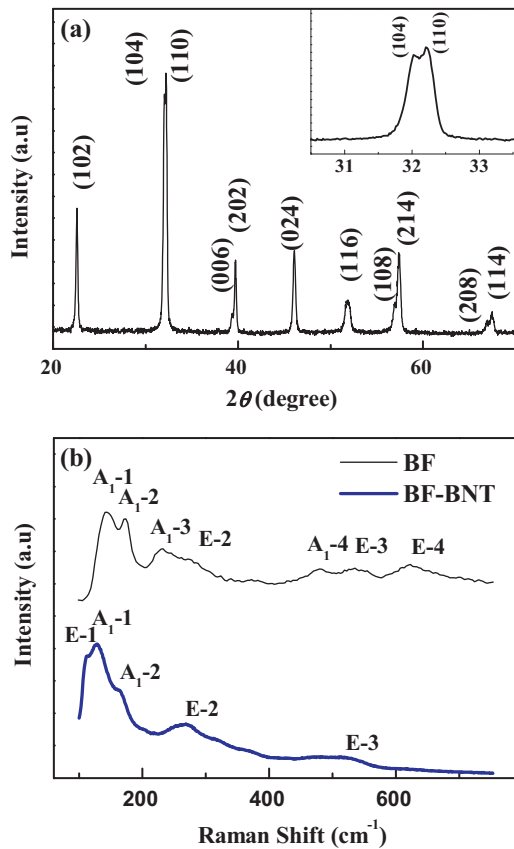 (a)
(104)
(110)
(102)
(006)
(202)
(024)
(116)
(108)
(214)
(208)
(114)
(104)
(110)
31 32 33
Intensity (a.u)
20 40 60
2θ (degree)
(b)
BF
BF-BNT
A₁-1
A₁-2
A₁-3
E-2
A₁-4
E-3
E-4
E-1
A₁-1
A₁-2
E-2
E-3
Intensity (a.u)
200 400 600
Raman Shift (cm⁻¹)